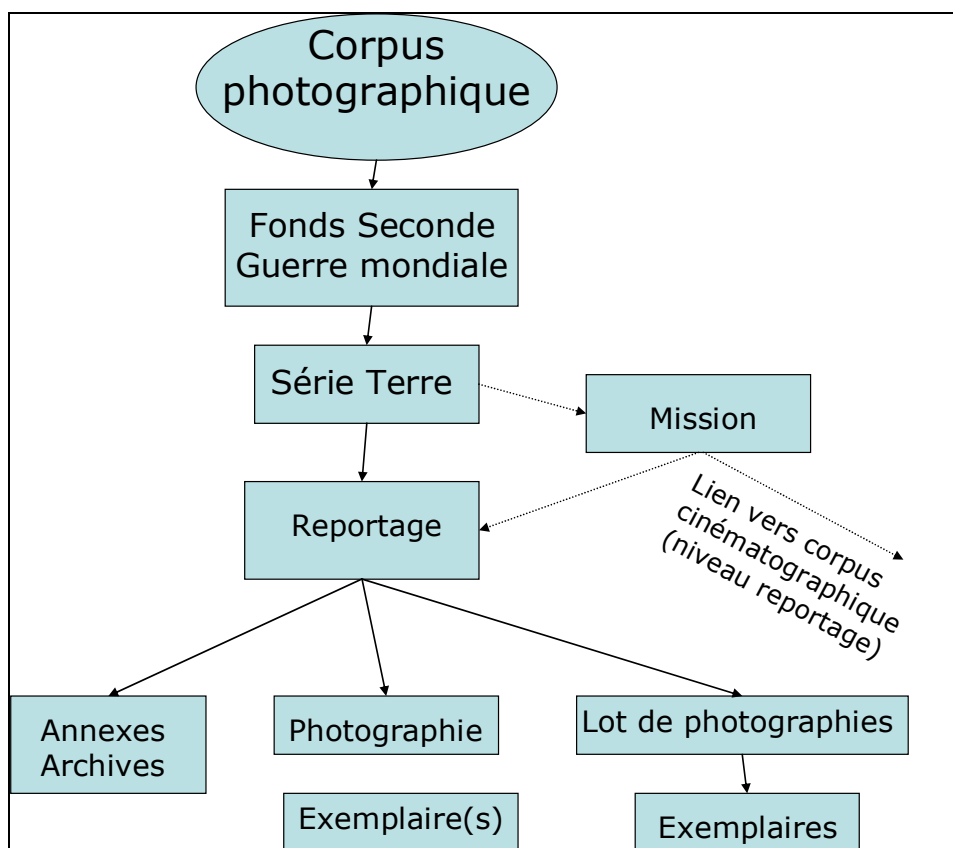 Corpus
photographique
Fonds Seconde
Guerre mondiale
Série Terre
Mission
Reportage
Lien vers corpus
cinématographique
(niveau reportage)
Annexes
Archives
Photographie
Lot de photographies
Exemplaire(s)
Exemplaires